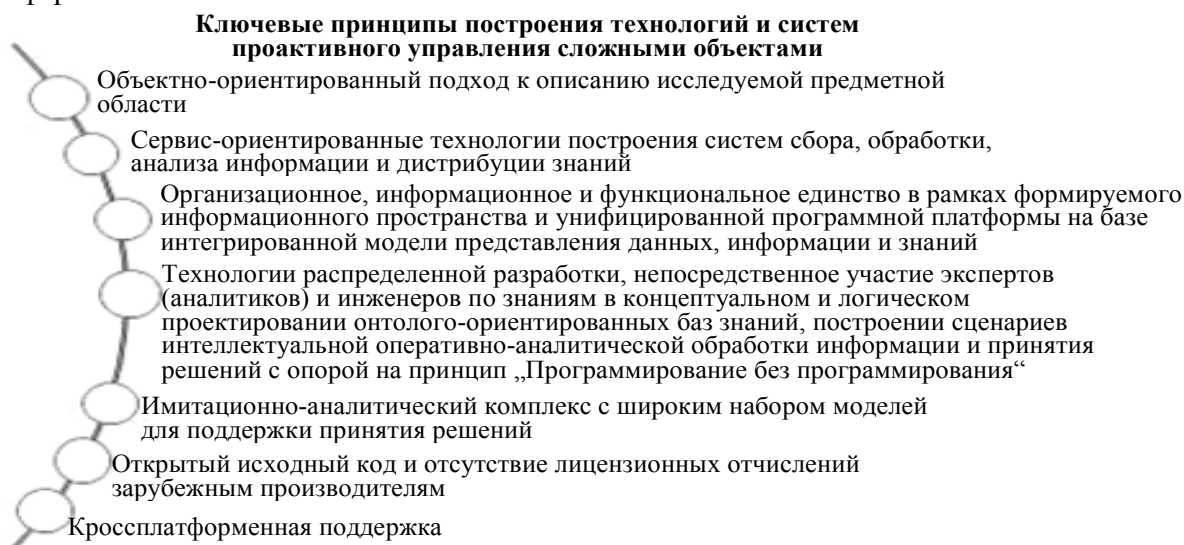 Ключевые принципы построения технологий и систем
проактивного управления сложными объектами
Объектно-ориентированный подход к описанию исследуемой предметной
области
Сервис-ориентированные технологии построения систем сбора, обработки,
анализа информации и дистрибуции знаний
Организационное, информационное и функциональное единство в рамках формируемого
информационного пространства и унифицированной программной платформы на базе
интегрированной модели представления данных, информации и знаний
Технологии распределенной разработки, непосредственное участие экспертов
(аналитиков) и инженеров по знаниям в концептуальном и логическом
проектировании онтолого-ориентированных баз знаний, построении сценариев
интеллектуальной оперативно-аналитической обработки информации и принятия
решений с опорой на принцип „Программирование без программирования“
Имитационно-аналитический комплекс с широким набором моделей
для поддержки принятия решений
Открытый исходный код и отсутствие лицензионных отчислений
зарубежным производителям
Кроссплатформенная поддержка